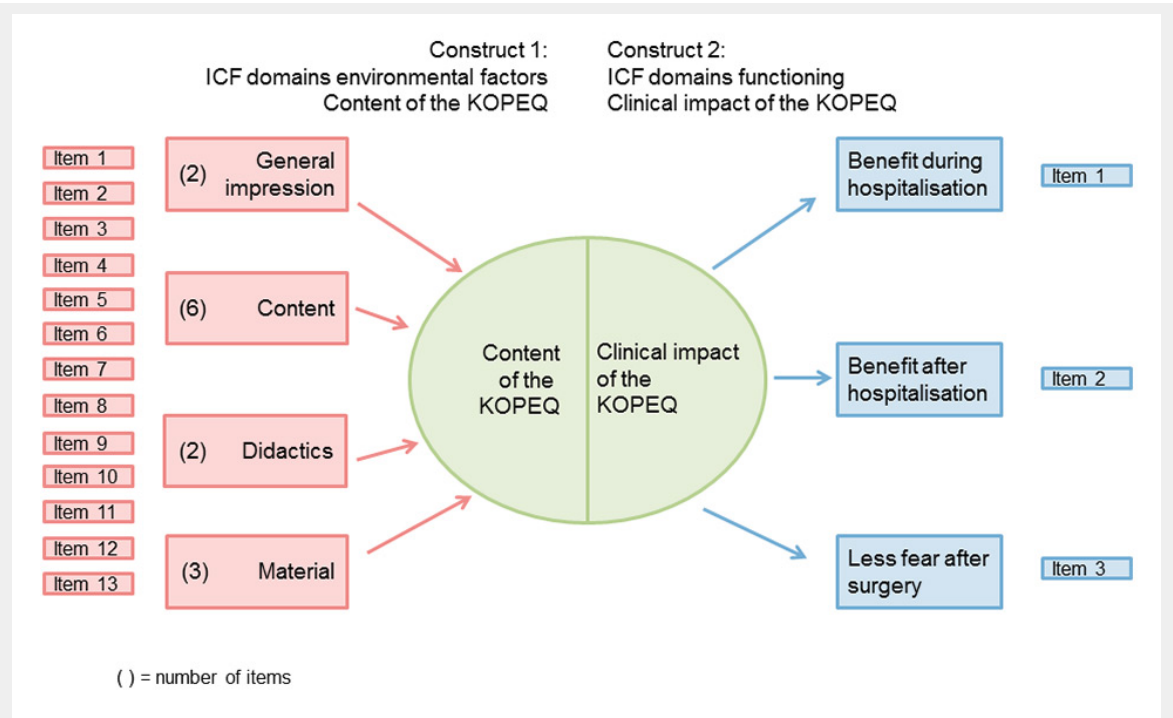 Construct 1:
ICF domains environmental factors
Content of the KOPEQ
Construct 2:
ICF domains functioning
Clinical impact of the KOPEQ
Item 1
Item 2
Item 3
Item 4
Item 5
Item 6
Item 7
Item 8
Item 9
Item 10
Item 11
Item 12
Item 13
(2) General
impression
(6) Content
(2) Didactics
(3) Material
Content
of the
KOPEQ
Clinical impact
of the
KOPEQ
Benefit during
hospitalisation
Item 1
Benefit after
hospitalisation
Item 2
Less fear after
surgery
Item 3
( ) = number of items